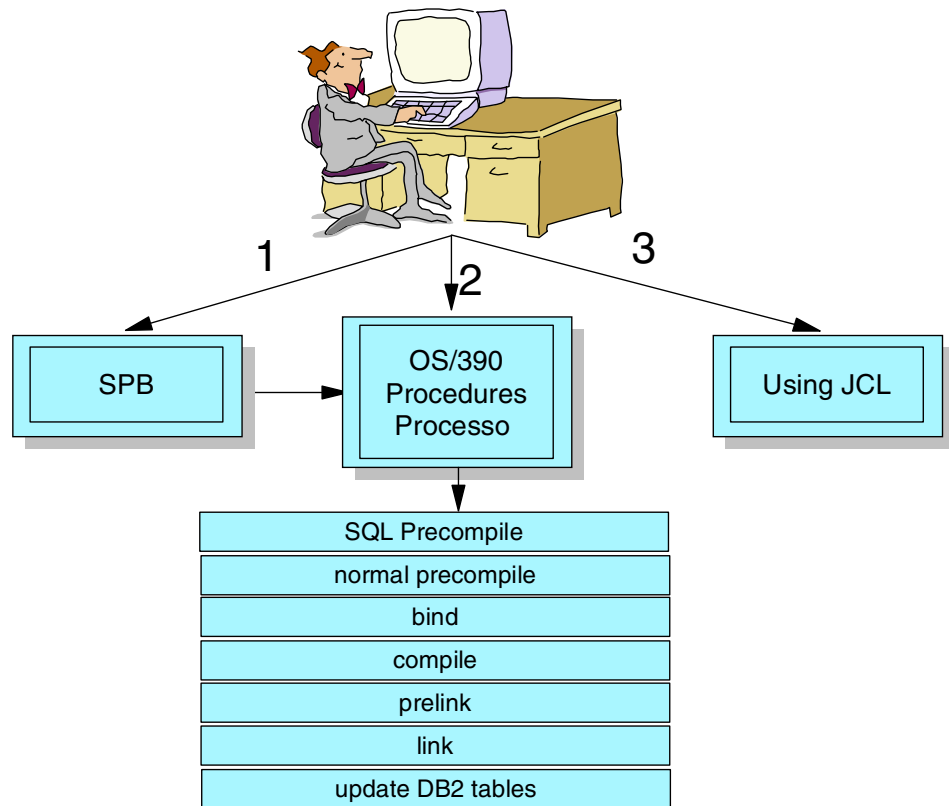 1
2
3
SPB
OS/390
Procedures
Processo
Using JCL
SQL Precompile
normal precompile
bind
compile
prelink
link
update DB2 tables